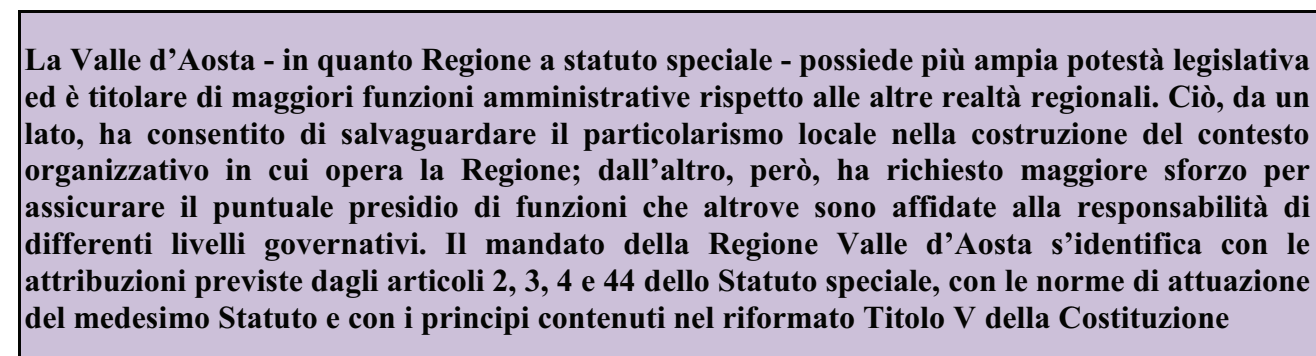 La Valle d’Aosta - in quanto Regione a statuto speciale - possiede più ampia potestà legislativa
ed è titolare di maggiori funzioni amministrative rispetto alle altre realtà regionali. Ciò, da un
lato, ha consentito di salvaguardare il particolarismo locale nella costruzione del contesto
organizzativo in cui opera la Regione; dall’altro, però, ha richiesto maggiore sforzo per
assicurare il puntuale presidio di funzioni che altrove sono affidate alla responsabilità di
differenti livelli governativi. Il mandato della Regione Valle d’Aosta s’identifica con le
attribuzioni previste dagli articoli 2, 3, 4 e 44 dello Statuto speciale, con le norme di attuazione
del medesimo Statuto e con i principi contenuti nel riformato Titolo V della Costituzione